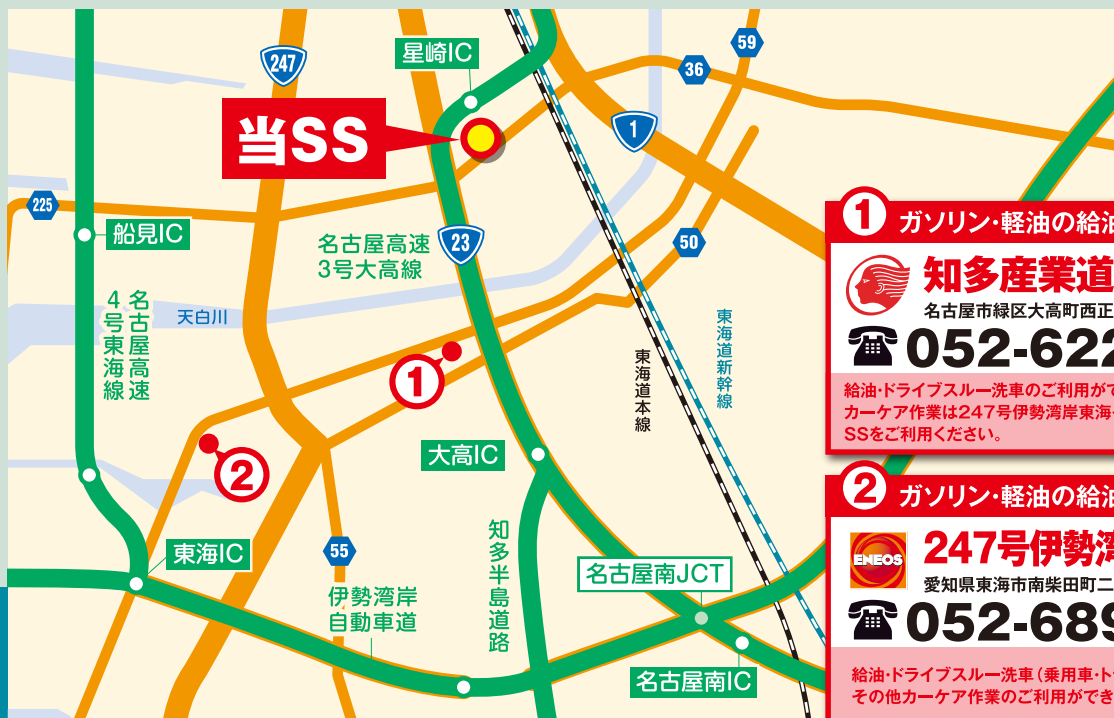 247
星崎IC
59
36
当SS
1
225
船見IC
名古屋高速
3号大高線
23
50
天白川
名古屋高速
4号東海線
東海道新幹線
東海道本線
1
大高IC
2
東海IC
55
知多半島道路
名古屋南JCT
伊勢湾岸
自動車道
名古屋南IC
1 ガソリン・軽油の給油
知多産業道
名古屋市緑区大高町西正
052-622
給油・ドライブスルー洗車のご利用がで
カーケア作業は247号伊勢湾岸東海
SSをご利用ください。
2 ガソリン・軽油の給油
ENEOS
247号伊勢湾
愛知県東海市南柴田町二
052-689
給油・ドライブスルー洗車(乗用車・ト
その他カーケア作業のご利用ができ